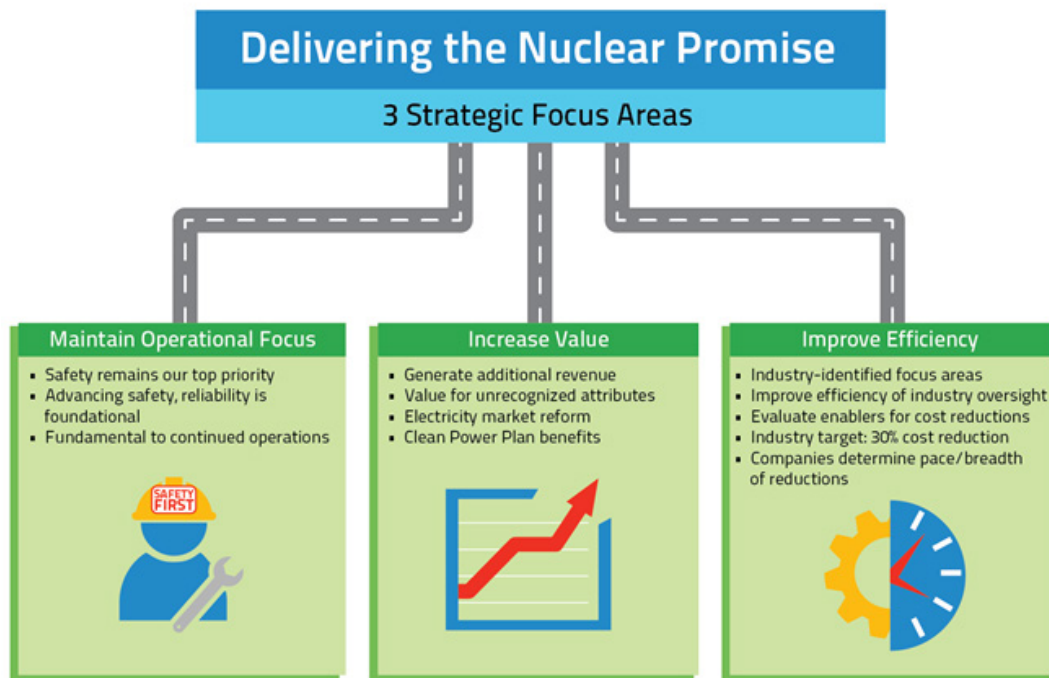 Delivering the Nuclear Promise
3 Strategic Focus Areas
Maintain Operational Focus
▪ Safety remains our top priority
▪ Advancing safety, reliability is
foundational
▪ Fundamental to continued operations
SAFETY
FIRST
Increase Value
▪ Generate additional revenue
▪ Value for unrecognized attributes
▪ Electricity market reform
▪ Clean Power Plan benefits
Improve Efficiency
▪ Industry-identified focus areas
▪ Improve efficiency of industry oversight
▪ Evaluate enablers for cost reductions
▪ Industry target: 30% cost reduction
▪ Companies determine pace/breadth
of reductions